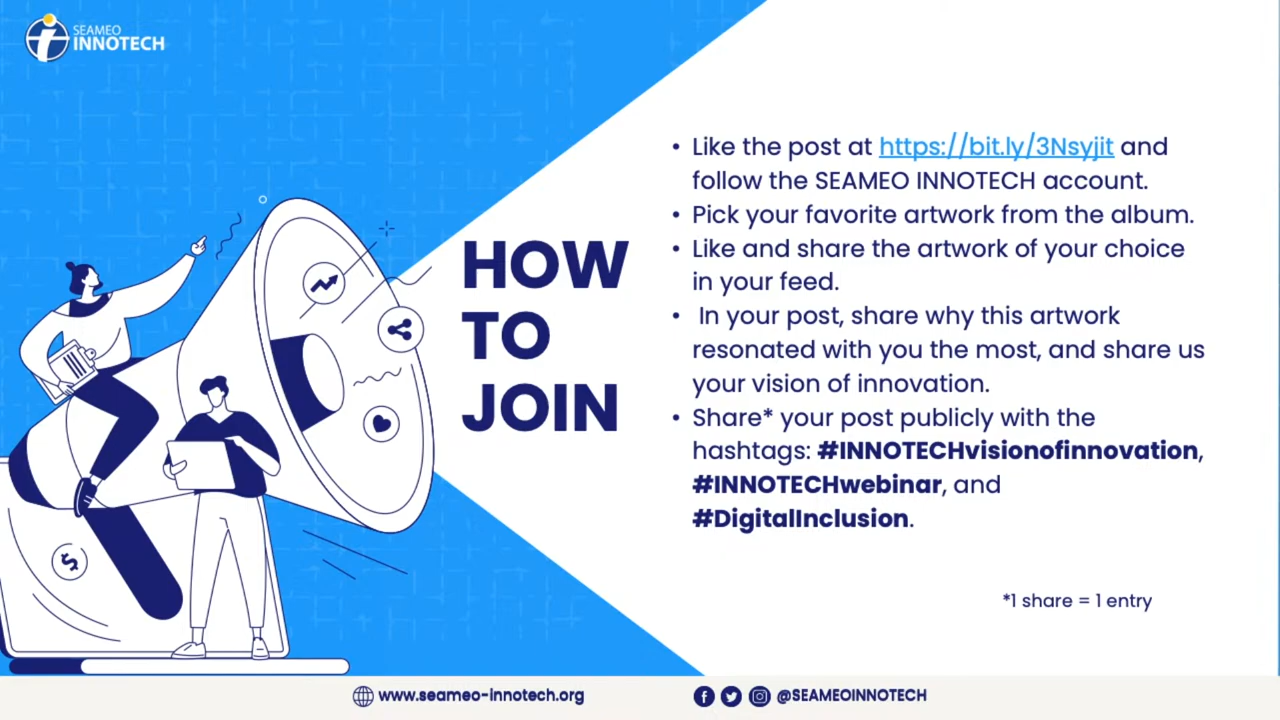 SEAMEO
INNOTECH
HOW
TO
JOIN
• Like the post at https://bit.ly/3Nsyjit and
follow the SEAMEO INNOTECH account.
• Pick your favorite artwork from the album.
• Like and share the artwork of your choice
in your feed.
• In your post, share why this artwork
resonated with you the most, and share us
your vision of innovation.
• Share* your post publicly with the
hashtags: #INNOTECHvisionofinnovation,
#INNOTECHwebinar, and
#DigitalInclusion.
*1 share = 1 entry
$
www.seameo-innotech.org
@SEAMEOINNOTECH